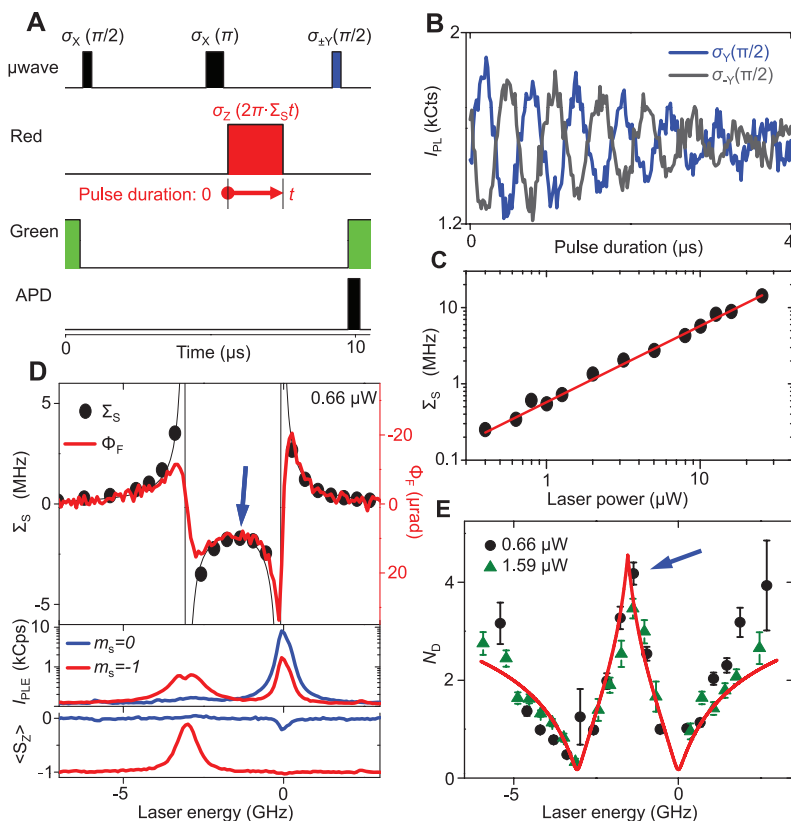 A
σX (π/2)
σX (π)
σ±Y(π/2)
μwave
σZ (2π·ΣS t)
Red
Pulse duration: 0
t
Green
APD
0
10
Time (μs)
B
2
σY(π/2)
σ-Y(π/2)
IPL (kCts)
1.2
0
4
Pulse duration (μs)
C
10
1
0.1
ΣS (MHz)
1
10
Laser power (μW)
D
0.66 μW
5
0
-5
ΣS
ΦF
ΣS (MHz)
-20
0
20
ΦF (μrad)
10
1
IPLE (kCps)
ms=0
ms=-1
0
-1
<SZ>
-5
0
Laser energy (GHz)
E
0.66 μW
1.59 μW
4
2
0
ND
-5
0
Laser energy (GHz)